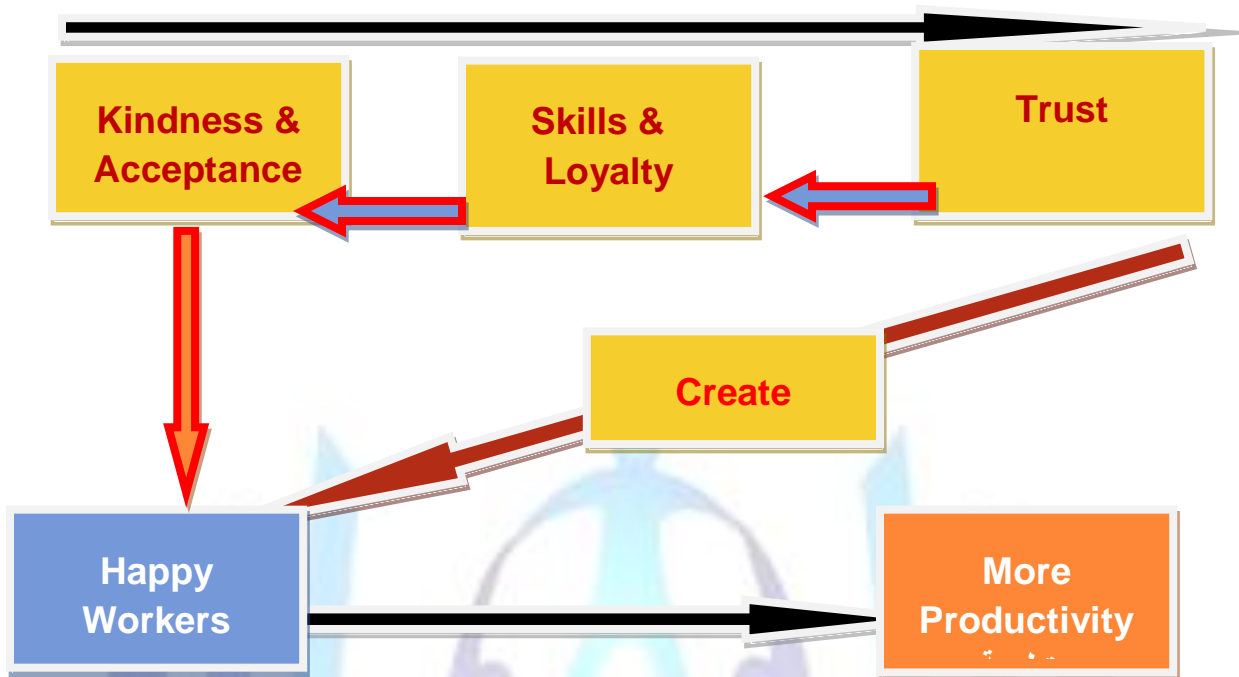 Kindness &
Acceptance
Skills &
Loyalty
Trust
Create
Happy
Workers
More
Productivity